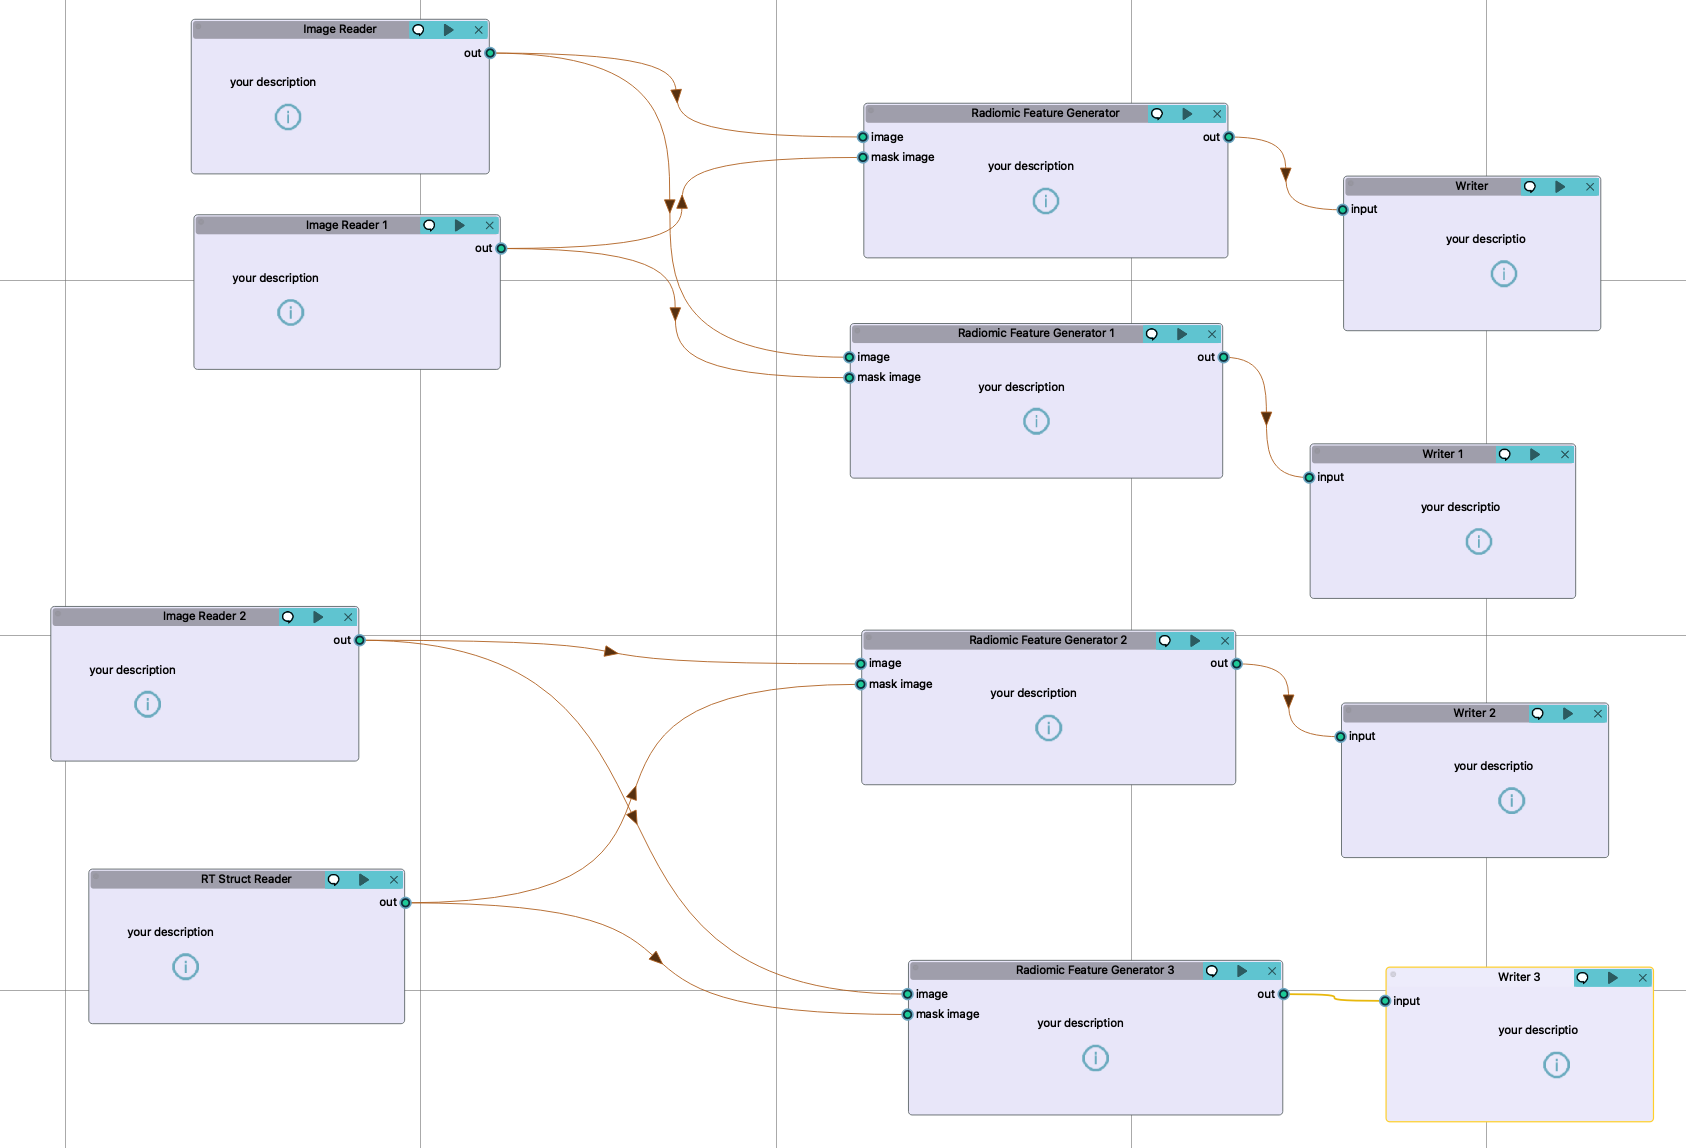 Image Reader
out
your description
Image Reader 1
out
your description
Radiomic Feature Generator
image
out
mask image
your description
Writer
input
your descriptio
Radiomic Feature Generator 1
image
out
mask image
your description
Writer 1
input
your descriptio
Image Reader 2
out
your description
RT Struct Reader
out
your description
Radiomic Feature Generator 2
image
out
mask image
your description
Writer 2
input
your descriptio
Radiomic Feature Generator 3
image
out
mask image
your description
Writer 3
input
your descriptio